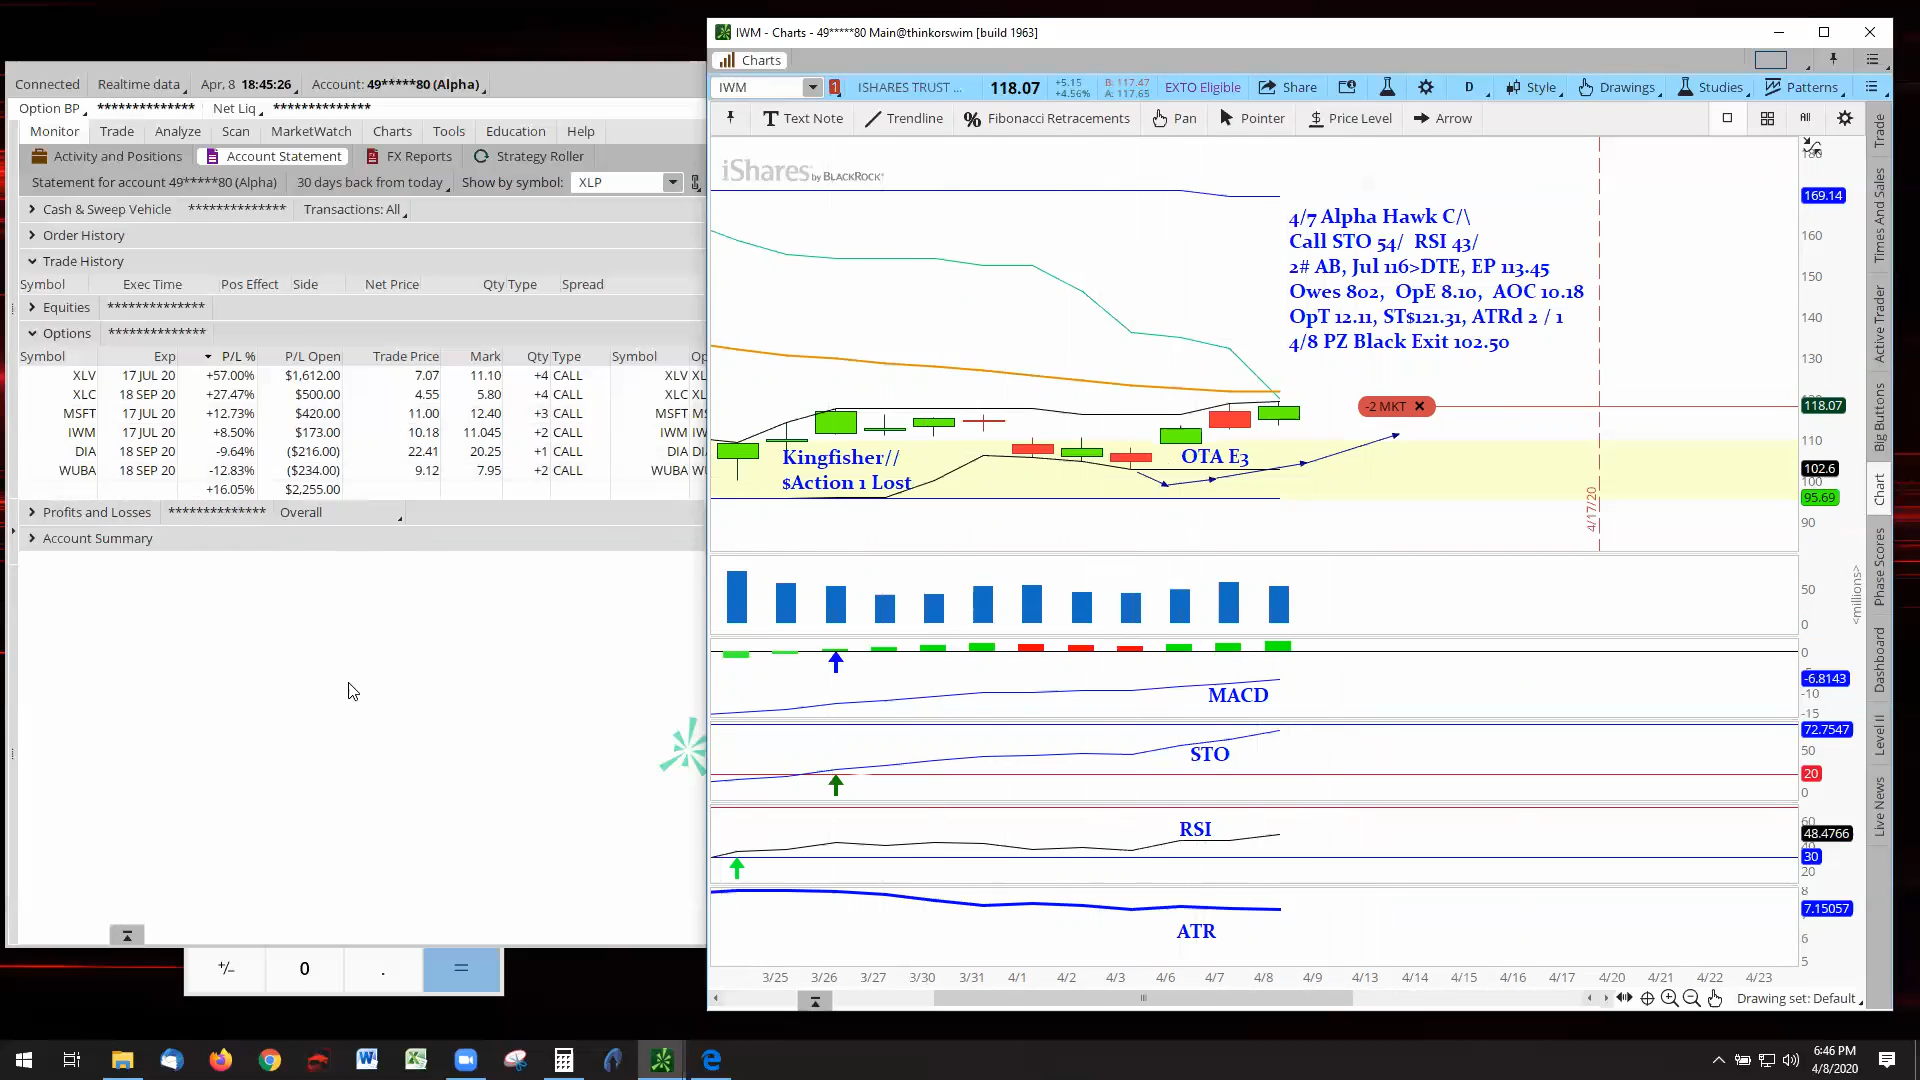 IWM - Charts - 49*****80 Main@thinkorswim [build 1963]
Charts
Connected Realtime data Apr, 8 18:45:26 Account: 49*****80 (Alpha)
Option BP ************** Net Liq **************
Monitor Trade Analyze Scan MarketWatch Charts Tools Education Help
Activity and Positions Account Statement FX Reports Strategy Roller
Statement for account 49*****80 (Alpha) 30 days back from today Show by symbol: XLP
Cash & Sweep Vehicle ************** Transactions: All
Order History
Trade History
Symbol Exec Time Pos Effect Side Net Price Qty Type Spread
Equities **************
Options **************
Symbol Exp P/L % P/L Open Trade Price Mark Qty Type Symbol
XLV 17 JUL 20 +57.00% $1,612.00 7.07 11.10 +4 CALL XLV
XLC 18 SEP 20 +27.47% $500.00 4.55 5.80 +4 CALL XLC
MSFT 17 JUL 20 +12.73% $420.00 11.00 12.40 +3 CALL MSFT
IWM 17 JUL 20 +8.50% $173.00 10.18 11.045 +2 CALL IWM
DIA 18 SEP 20 -9.64% ($216.00) 22.41 20.25 +1 CALL DIA
WUBA 18 SEP 20 -12.83% ($234.00) 9.12 7.95 +2 CALL WUBA
+16.05% $2,255.00
Profits and Losses ************** Overall
Account Summary
+/- 0 . =
IWM 1 ISHARES TRUST ... 118.07 +5.15 +4.56% B: 117.47 A: 117.65 EXTO Eligible Share D Style Drawings Studies Patterns
Text Note Trendline Fibonacci Retracements Pan Pointer Price Level Arrow All
iShares by BLACKROCK
4/7 Alpha Hawk C/\
Call STO 54/ RSI 43/
2# AB, Jul 116>DTE, EP 113.45
Owes 802, OpE 8.10, AOC 10.18
OpT 12.11, ST$121.31, ATRd 2 / 1
4/8 PZ Black Exit 102.50
-2 MKT
Kingfisher//
$Action 1 Lost
OTA E3
4/17/20
180
169.14
160
150
140
130
118.07
110
102.6
100
95.69
90
50
0
<millions>
MACD
0
-6.8143
-10
-15
STO
72.7547
50
20
0
RSI
60
48.4766
30
20
ATR
8
7.15057
6
5
3/25 3/26 3/27 3/30 3/31 4/1 4/2 4/3 4/6 4/7 4/8 4/9 4/13 4/14 4/15 4/16 4/17 4/20 4/21 4/22 4/23
Drawing set: Default
Trade
Times And Sales
Active Trader
Big Buttons
Chart
Phase Scores
Dashboard
Level II
Live News
6:46 PM
4/8/2020